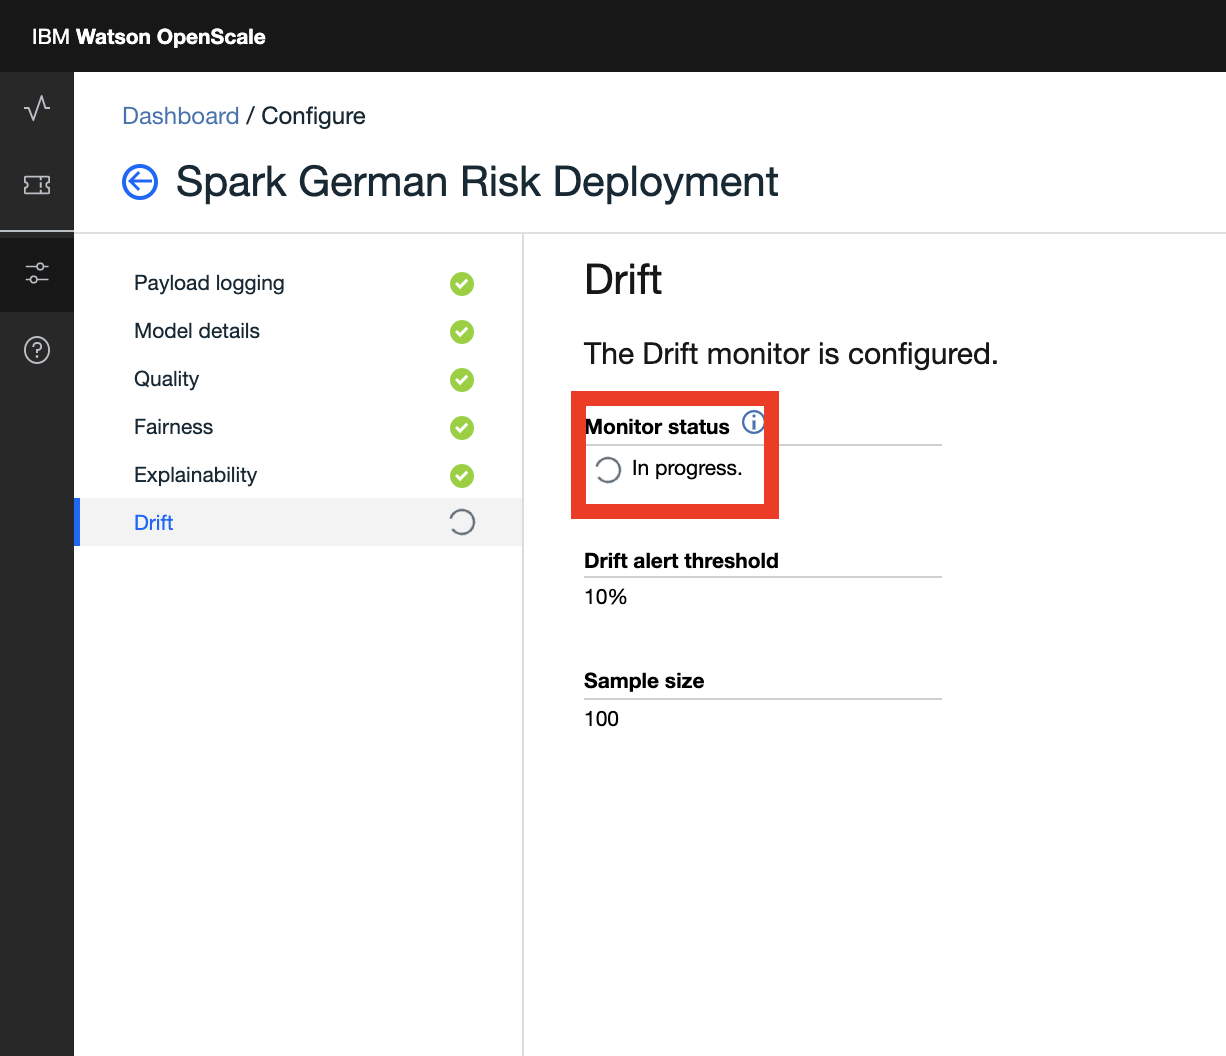 IBM Watson OpenScale
Dashboard / Configure
Spark German Risk Deployment
Payload logging
Model details
Quality
Fairness
Explainability
Drift
Drift
The Drift monitor is configured.
Monitor status
In progress.
Drift alert threshold
10%
Sample size
100